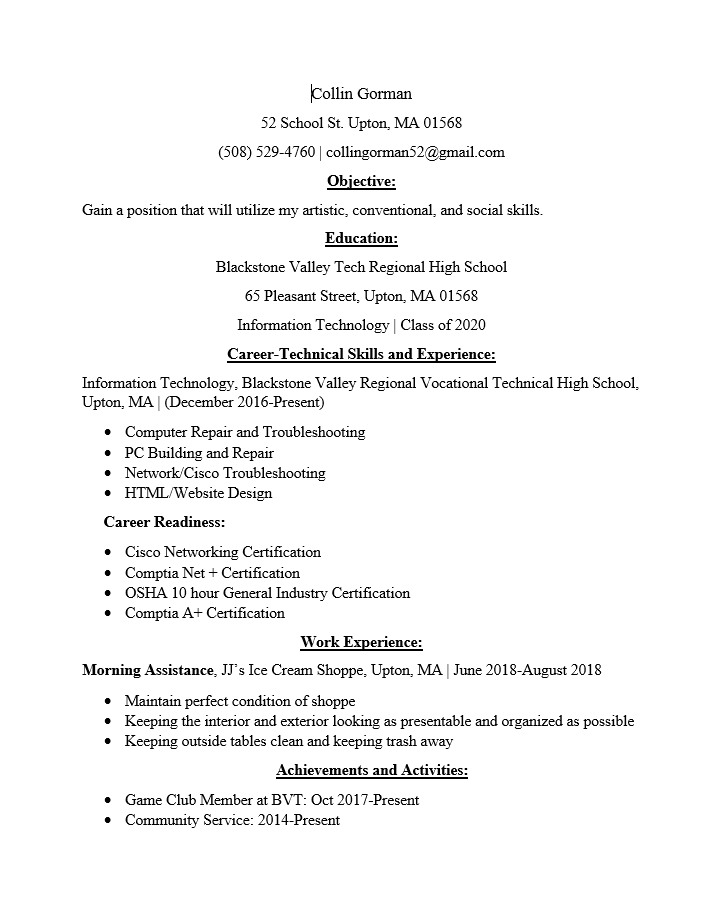 Collin Gorman
52 School St. Upton, MA 01568
(508) 529-4760 | collingorman52@gmail.com
Objective:
Gain a position that will utilize my artistic, conventional, and social skills.
Education:
Blackstone Valley Tech Regional High School
65 Pleasant Street, Upton, MA 01568
Information Technology | Class of 2020
Career-Technical Skills and Experience:
Information Technology, Blackstone Valley Regional Vocational Technical High School,
Upton, MA | (December 2016-Present)
• Computer Repair and Troubleshooting
• PC Building and Repair
• Network/Cisco Troubleshooting
• HTML/Website Design
Career Readiness:
• Cisco Networking Certification
• Comptia Net + Certification
• OSHA 10 hour General Industry Certification
• Comptia A+ Certification
Work Experience:
Morning Assistance, JJ’s Ice Cream Shoppe, Upton, MA | June 2018-August 2018
• Maintain perfect condition of shoppe
• Keeping the interior and exterior looking as presentable and organized as possible
• Keeping outside tables clean and keeping trash away
Achievements and Activities:
• Game Club Member at BVT: Oct 2017-Present
• Community Service: 2014-Present